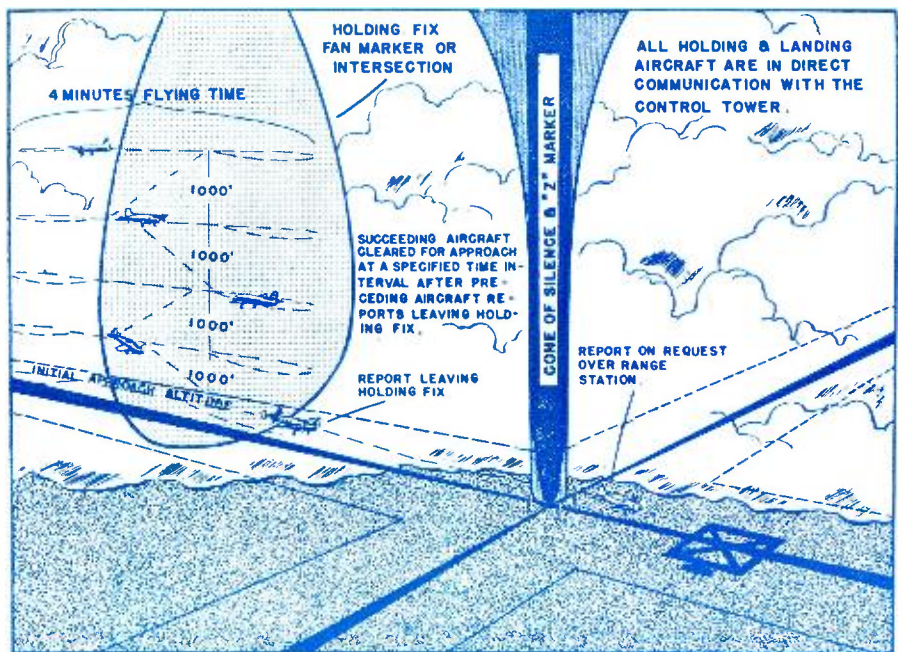 HOLDING FIX
FAN MARKER OR
INTERSECTION
ALL HOLDING & LANDING
AIRCRAFT ARE IN DIRECT
COMMUNICATION WITH THE
CONTROL TOWER.
4 MINUTES FLYING TIME
1000'
1000'
1000'
1000'
SUCCEEDING AIRCRAFT
CLEARED FOR APPROACH
AT A SPECIFIED TIME IN-
TERVAL AFTER PRE-
CEDING AIRCRAFT RE-
PORTS LEAVING HOLD-
ING FIX.
CONE OF SILENCE & "Z" MARKER
INITIAL APPROACH ALTITUDE
REPORT LEAVING
HOLDING FIX
REPORT ON REQUEST
OVER RANGE
STATION.